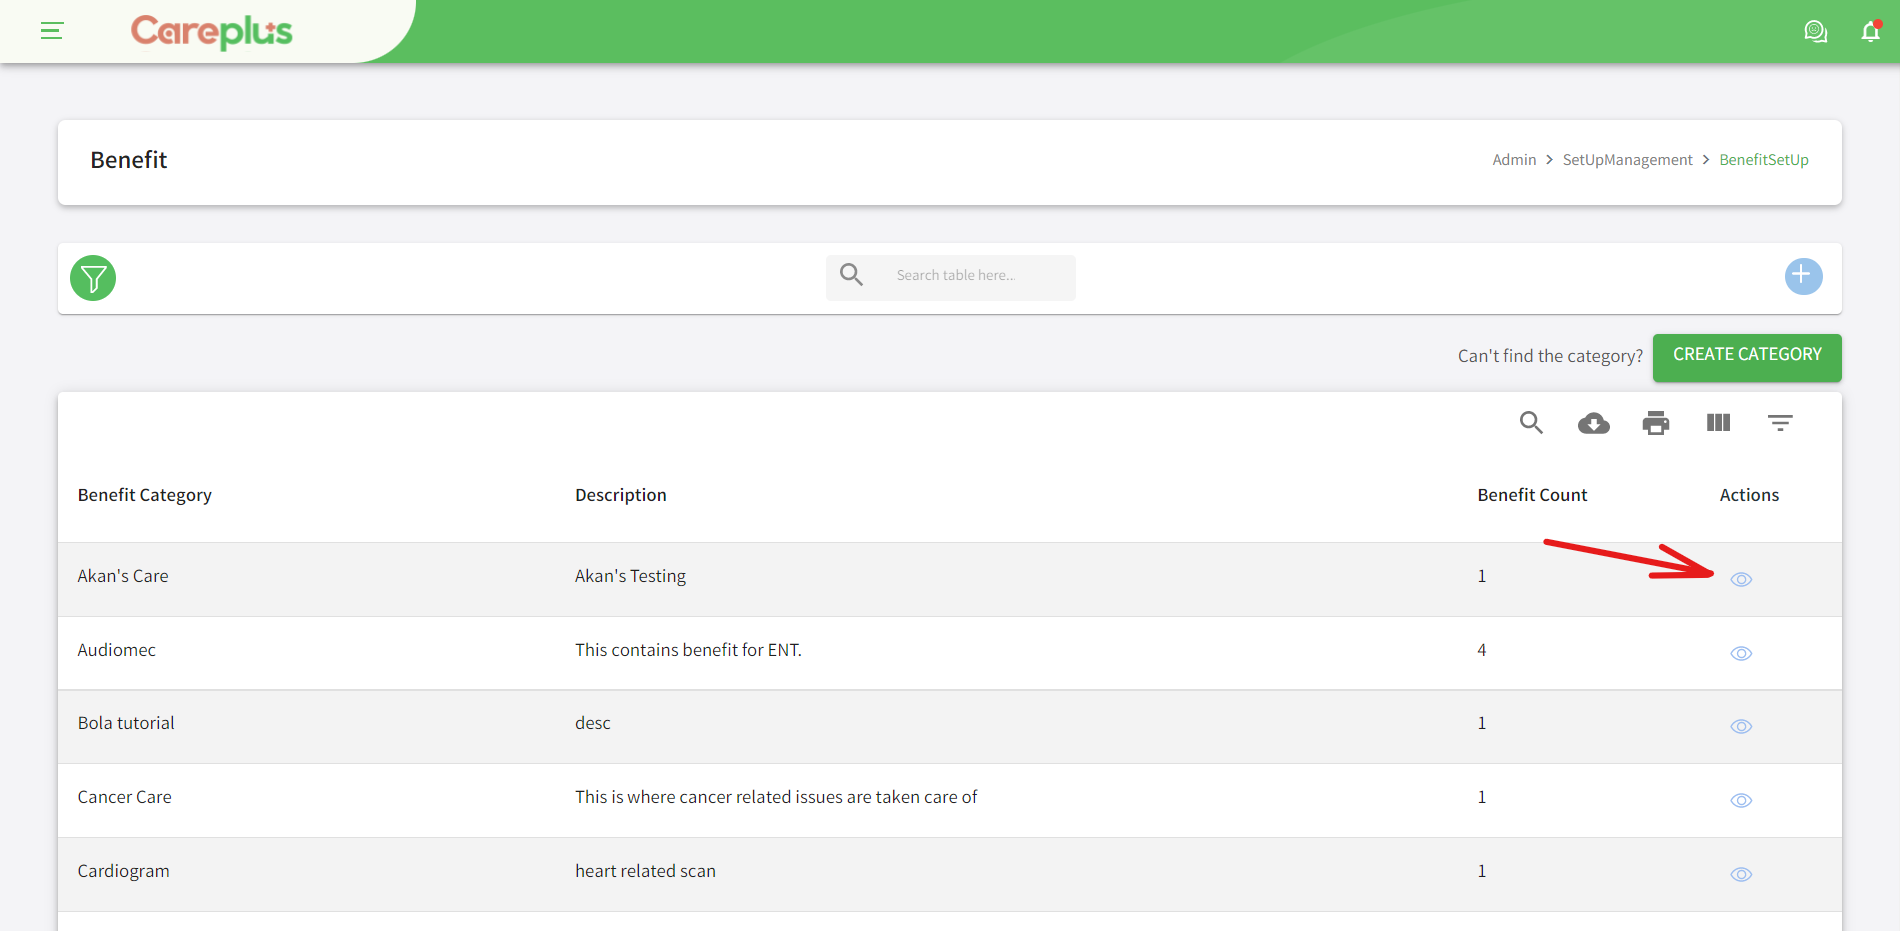 Careplus
Benefit
Admin > SetUpManagement > BenefitSetUp
Search table here...
Can't find the category? CREATE CATEGORY
Benefit Category Description Benefit Count Actions
Akan's Care Akan's Testing 1
Audiomec This contains benefit for ENT. 4
Bola tutorial desc 1
Cancer Care This is where cancer related issues are taken care of 1
Cardiogram heart related scan 1